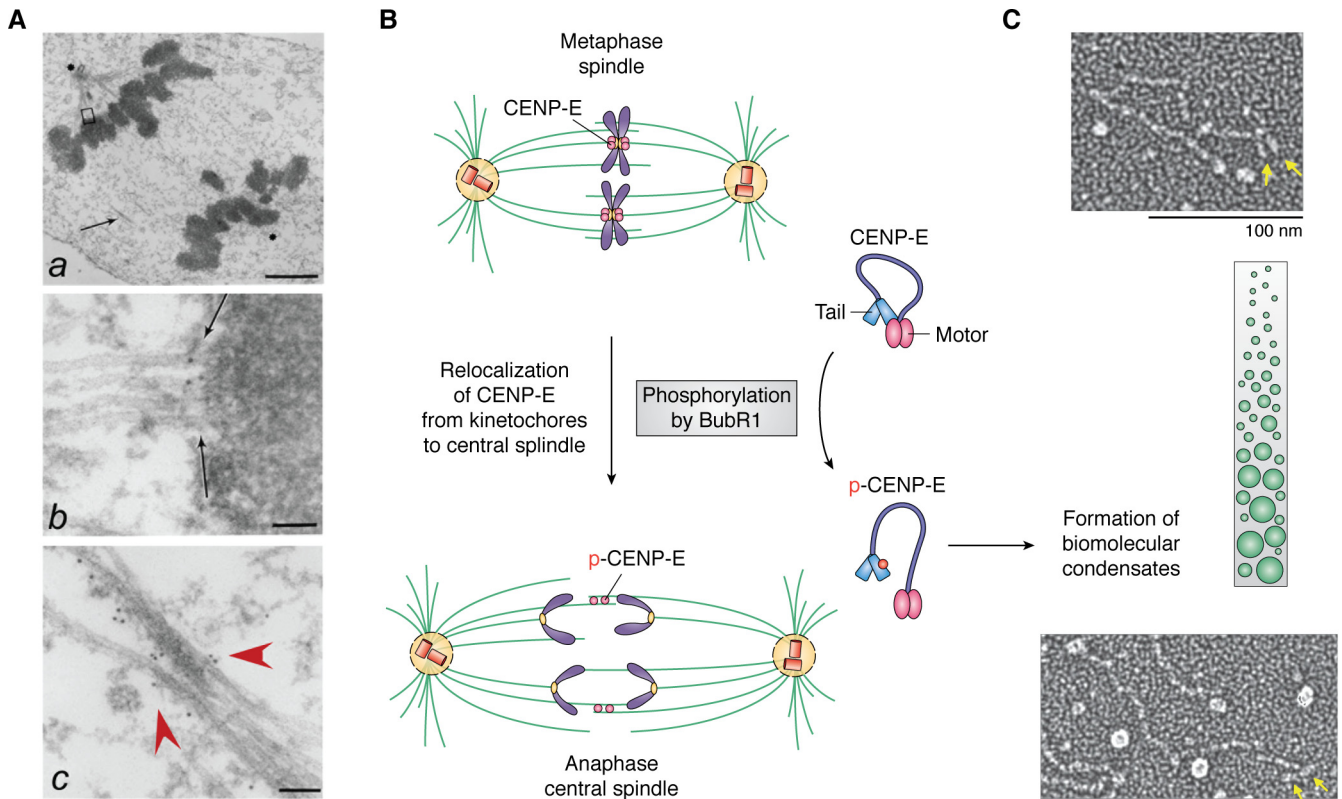 A
a
b
c
B
Metaphase
spindle
CENP-E
Relocalization
of CENP-E
from kinetochores
to central splindle
Phosphorylation
by BubR1
CENP-E
Tail
Motor
p-CENP-E
p-CENP-E
Anaphase
central spindle
C
100 nm
Formation of
biomolecular
condensates